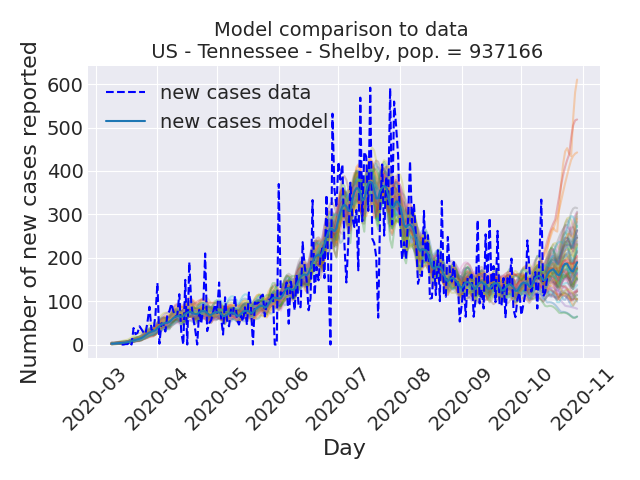 Model comparison to data
US - Tennessee - Shelby, pop. = 937166
Number of new cases reported
600
500
400
300
200
100
0
new cases data
new cases model
2020-03
2020-04
2020-05
2020-06
2020-07
2020-08
2020-09
2020-10
2020-11
Day